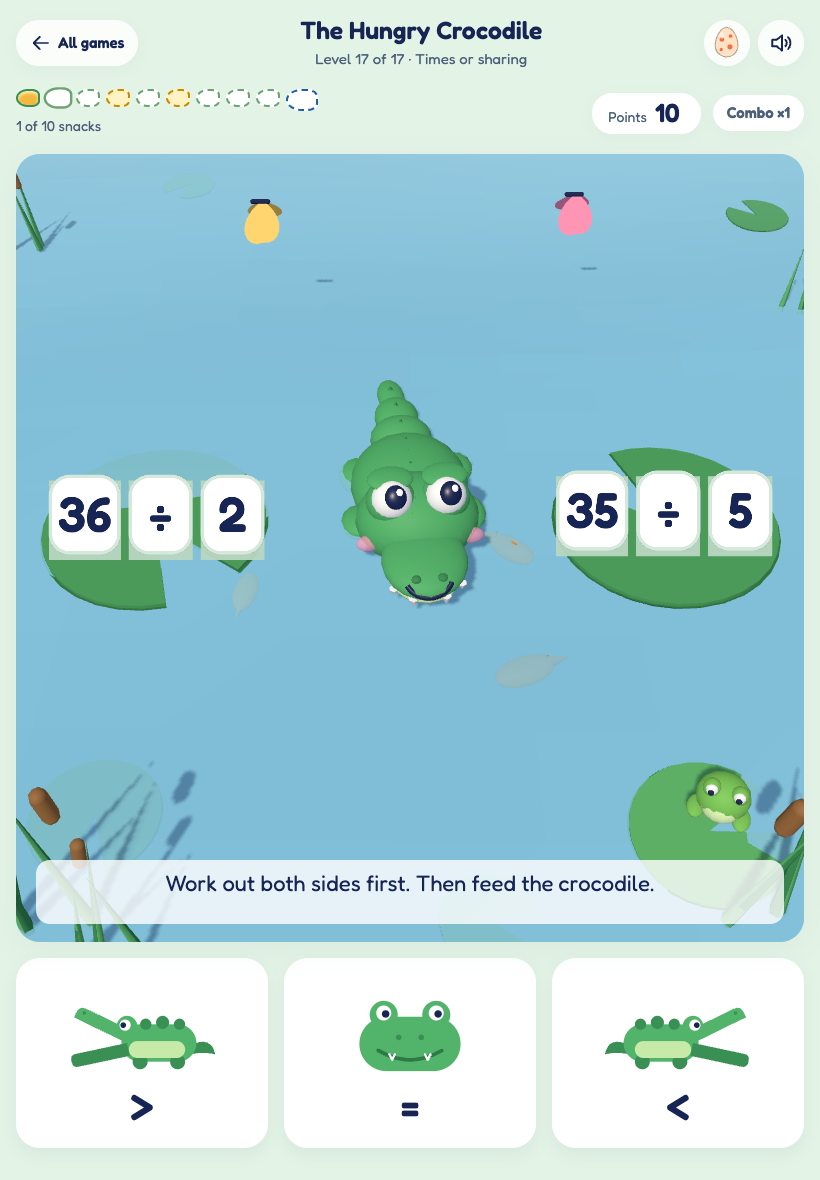 All games
The Hungry Crocodile
Level 17 of 17 · Times or sharing
1 of 10 snacks
Points 10
Combo ×1
36 ÷ 2
35 ÷ 5
Work out both sides first. Then feed the crocodile.
>
=
<